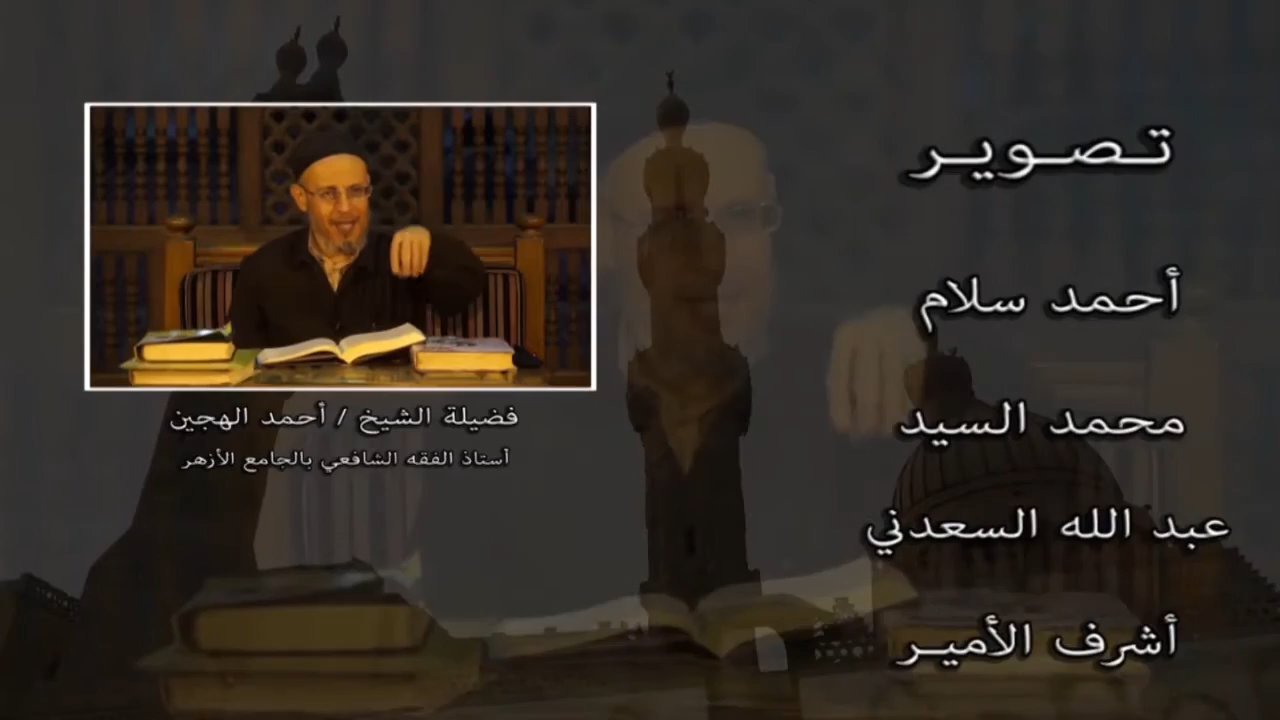 تصوير
أحمد سلام
محمد السيد
عبد الله السعدني
أشرف الأمير
فضيلة الشيخ / أحمد الهجين
أستاذ الفقه الشافعي بالجامع الأزهر